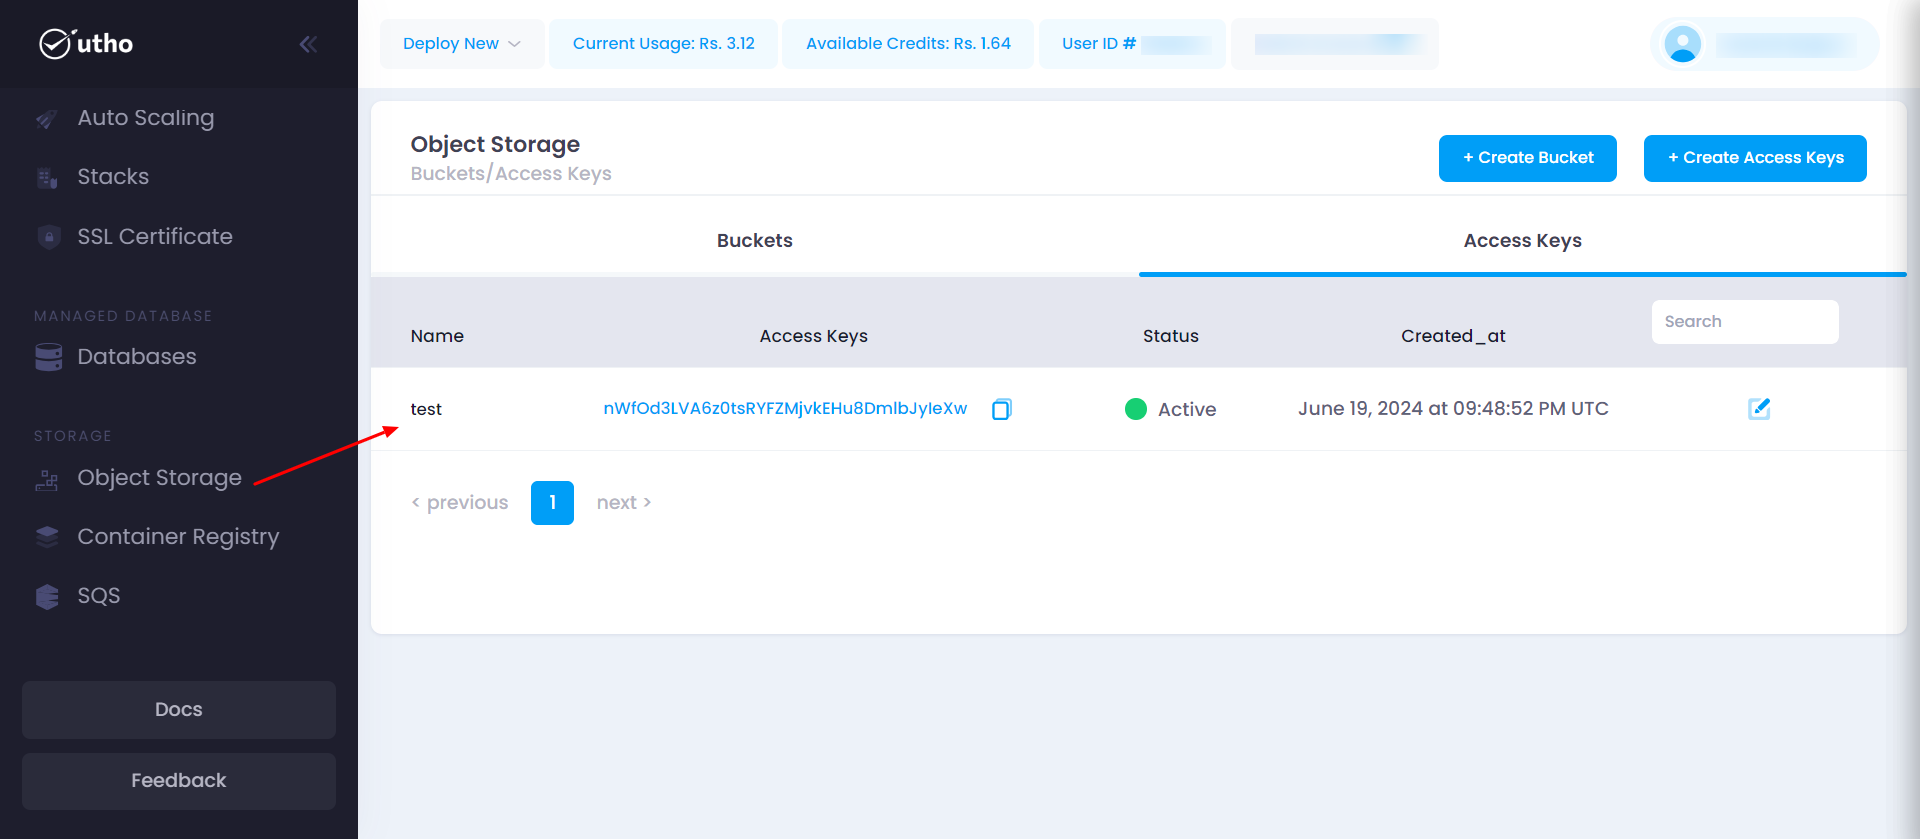 utho
Deploy New
Current Usage: Rs. 3.12
Available Credits: Rs. 1.64
User ID #
Auto Scaling
Stacks
SSL Certificate
MANAGED DATABASE
Databases
STORAGE
Object Storage
Container Registry
SQS
Docs
Feedback
Object Storage
Buckets/Access Keys
+ Create Bucket
+ Create Access Keys
Buckets
Access Keys
Name
Access Keys
Status
Created_at
Search
test
nWfOd3LVA6z0tsRYFZMjvkEHu8DmlbJyIeXw
Active
June 19, 2024 at 09:48:52 PM UTC
< previous
1
next >